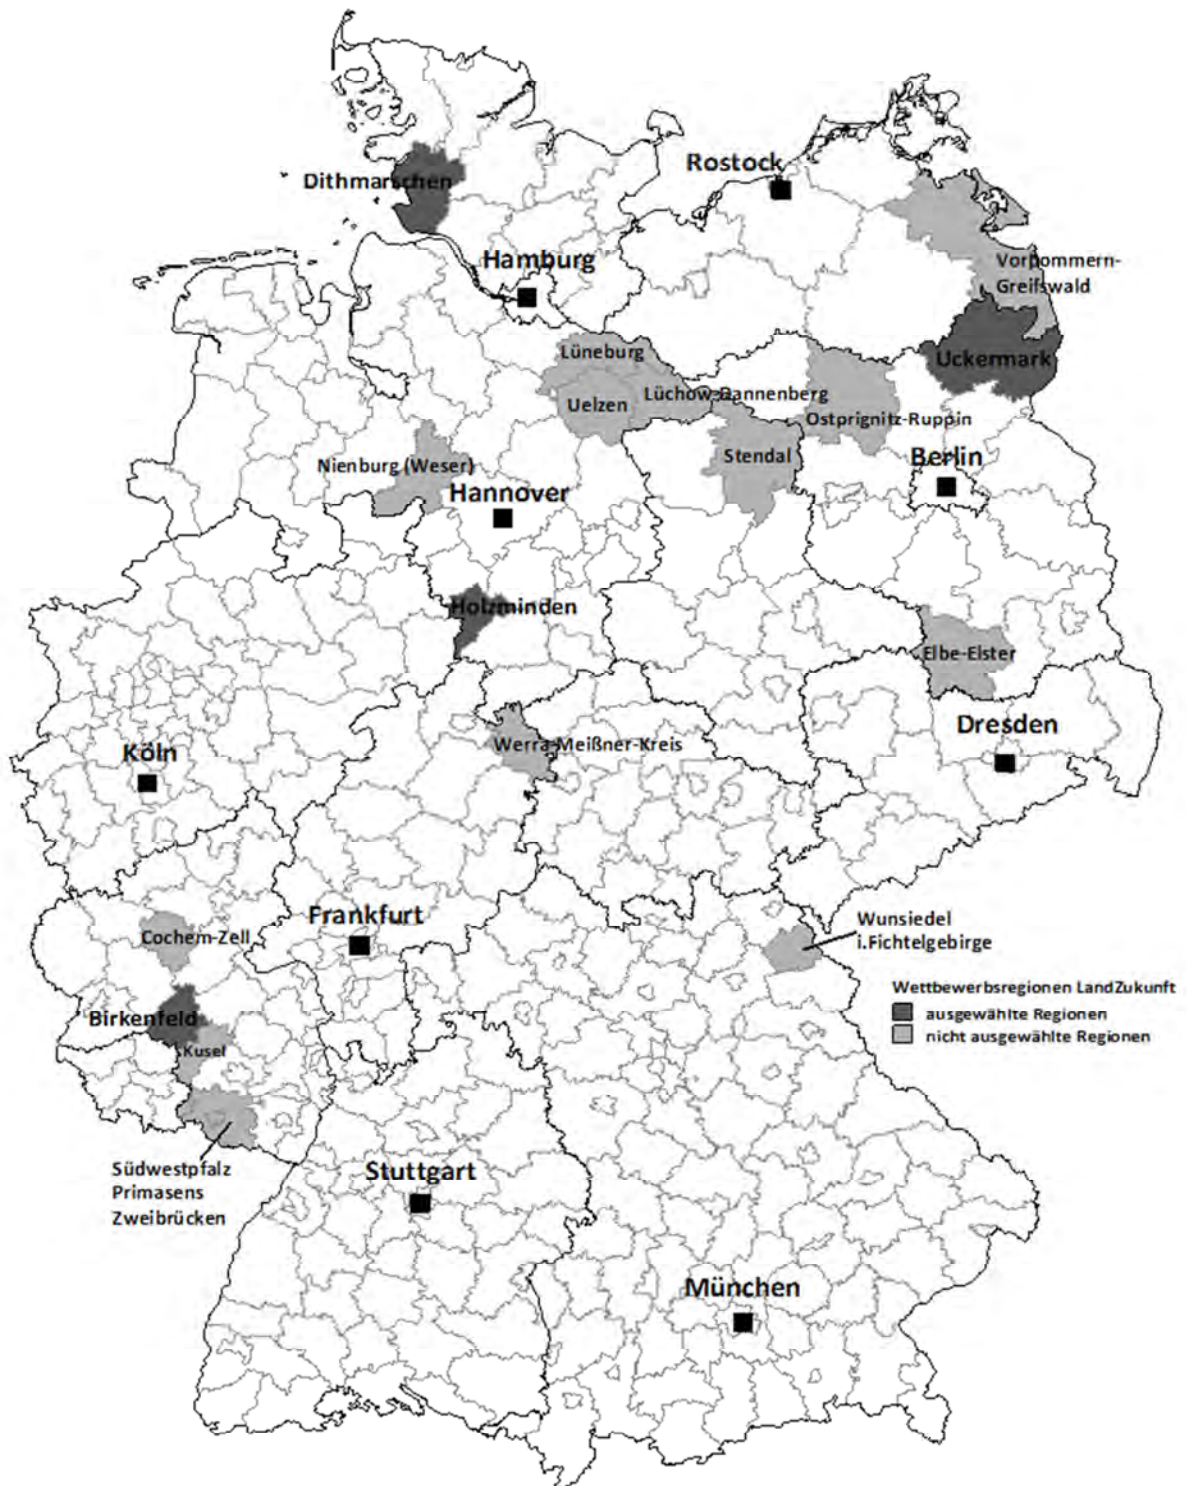 Rostock
Dithmarschen
Hamburg
Vorpommern-
Greifswald
Lüneburg
Uckermark
Lüchow-Dannenberg
Uelzen
Ostprignitz-Ruppin
Stendal
Berlin
Nienburg (Weser)
Hannover
Holzminden
Elbe-Elster
Dresden
Werra-Meißner-Kreis
Köln
Frankfurt
Wunsiedel
i.Fichtelgebirge
Cochem-Zell
Wettbewerbsregionen LandZukunft
ausgewählte Regionen
nicht ausgewählte Regionen
Birkenfeld
Kusel
Südwestpfalz
Primasens
Zweibrücken
Stuttgart
München